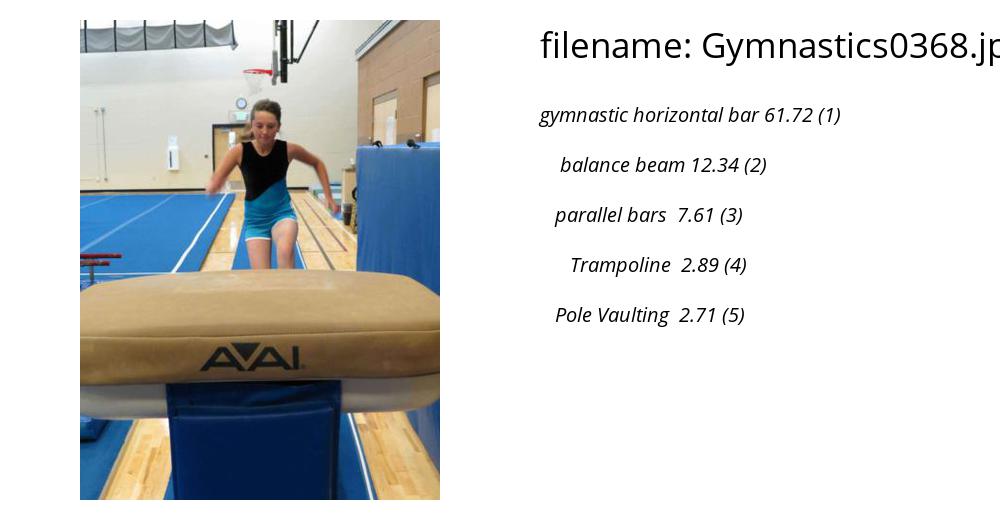 filename: Gymnastics0368.jp
gymnastic horizontal bar 61.72 (1)
balance beam 12.34 (2)
parallel bars 7.61 (3)
Trampoline 2.89 (4)
Pole Vaulting 2.71 (5)
AAI